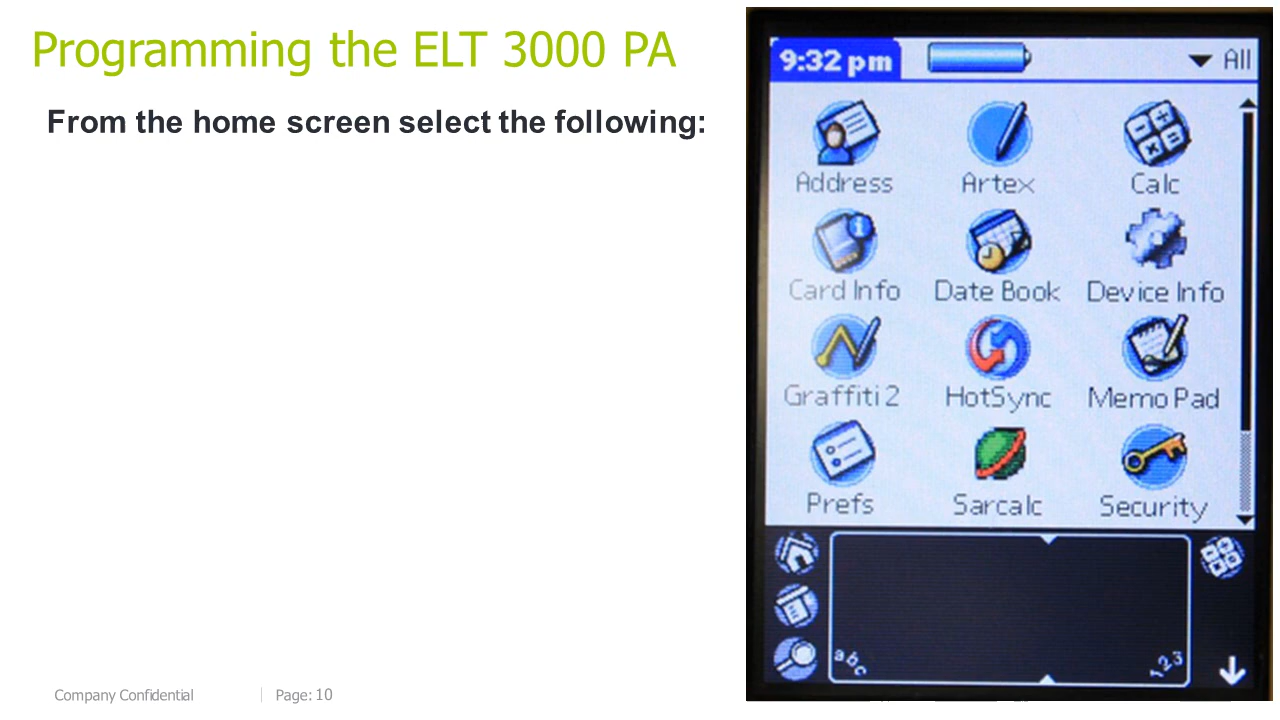 Programming the ELT 3000 PA
From the home screen select the following:
9:32 pm
All
Address
Artex
Calc
Card Info
Date Book
Device Info
Graffiti 2
HotSync
Memo Pad
Prefs
Sarcalc
Security
abc
123
Company Confidential
Page: 10